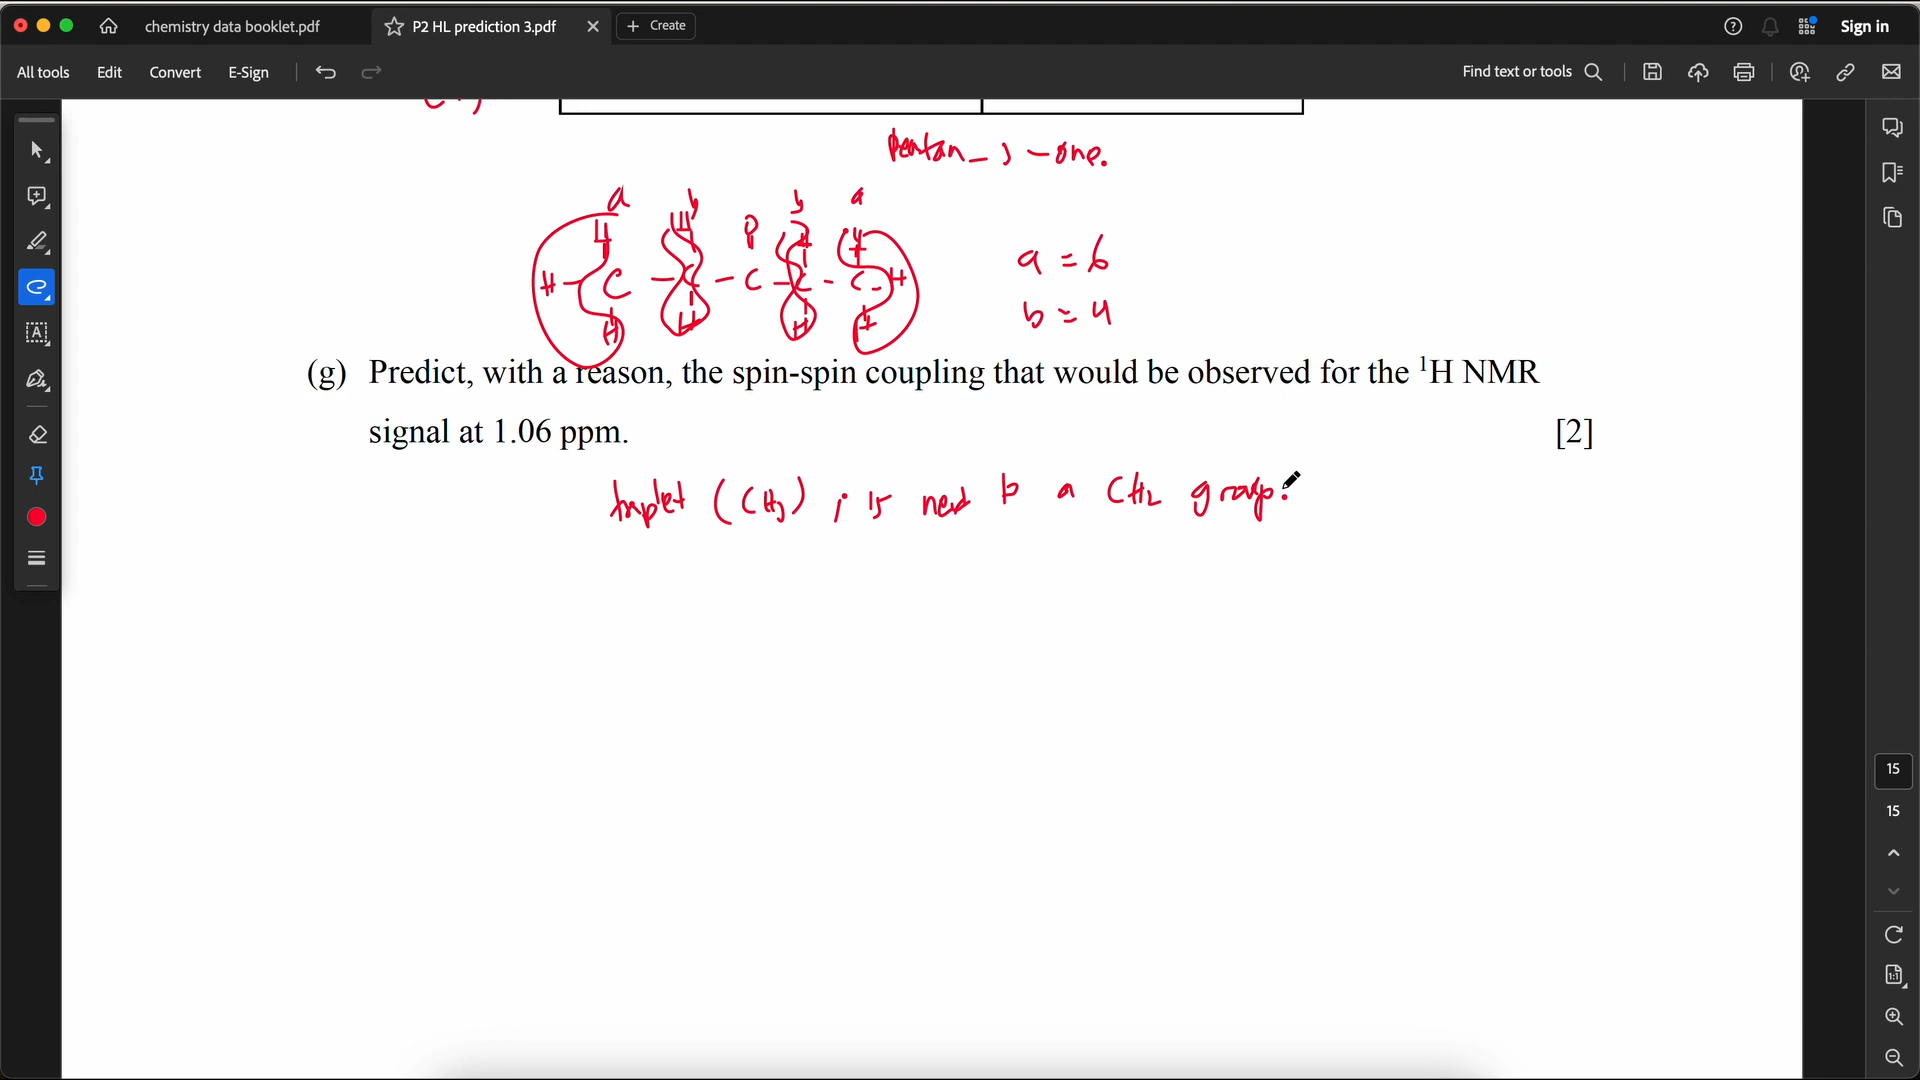 chemistry data booklet.pdf
P2 HL prediction 3.pdf
Create
Sign in
All tools
Edit
Convert
E-Sign
Find text or tools
Pentan - 3 - one.
a b b a
H H O H H
H - C - C - C - C - C - H
H H H H
a = 6
b = 4
(g) Predict, with a reason, the spin-spin coupling that would be observed for the ¹H NMR
signal at 1.06 ppm. [2]
triplet (CH3) ; is next to a CH2 group.
15
15